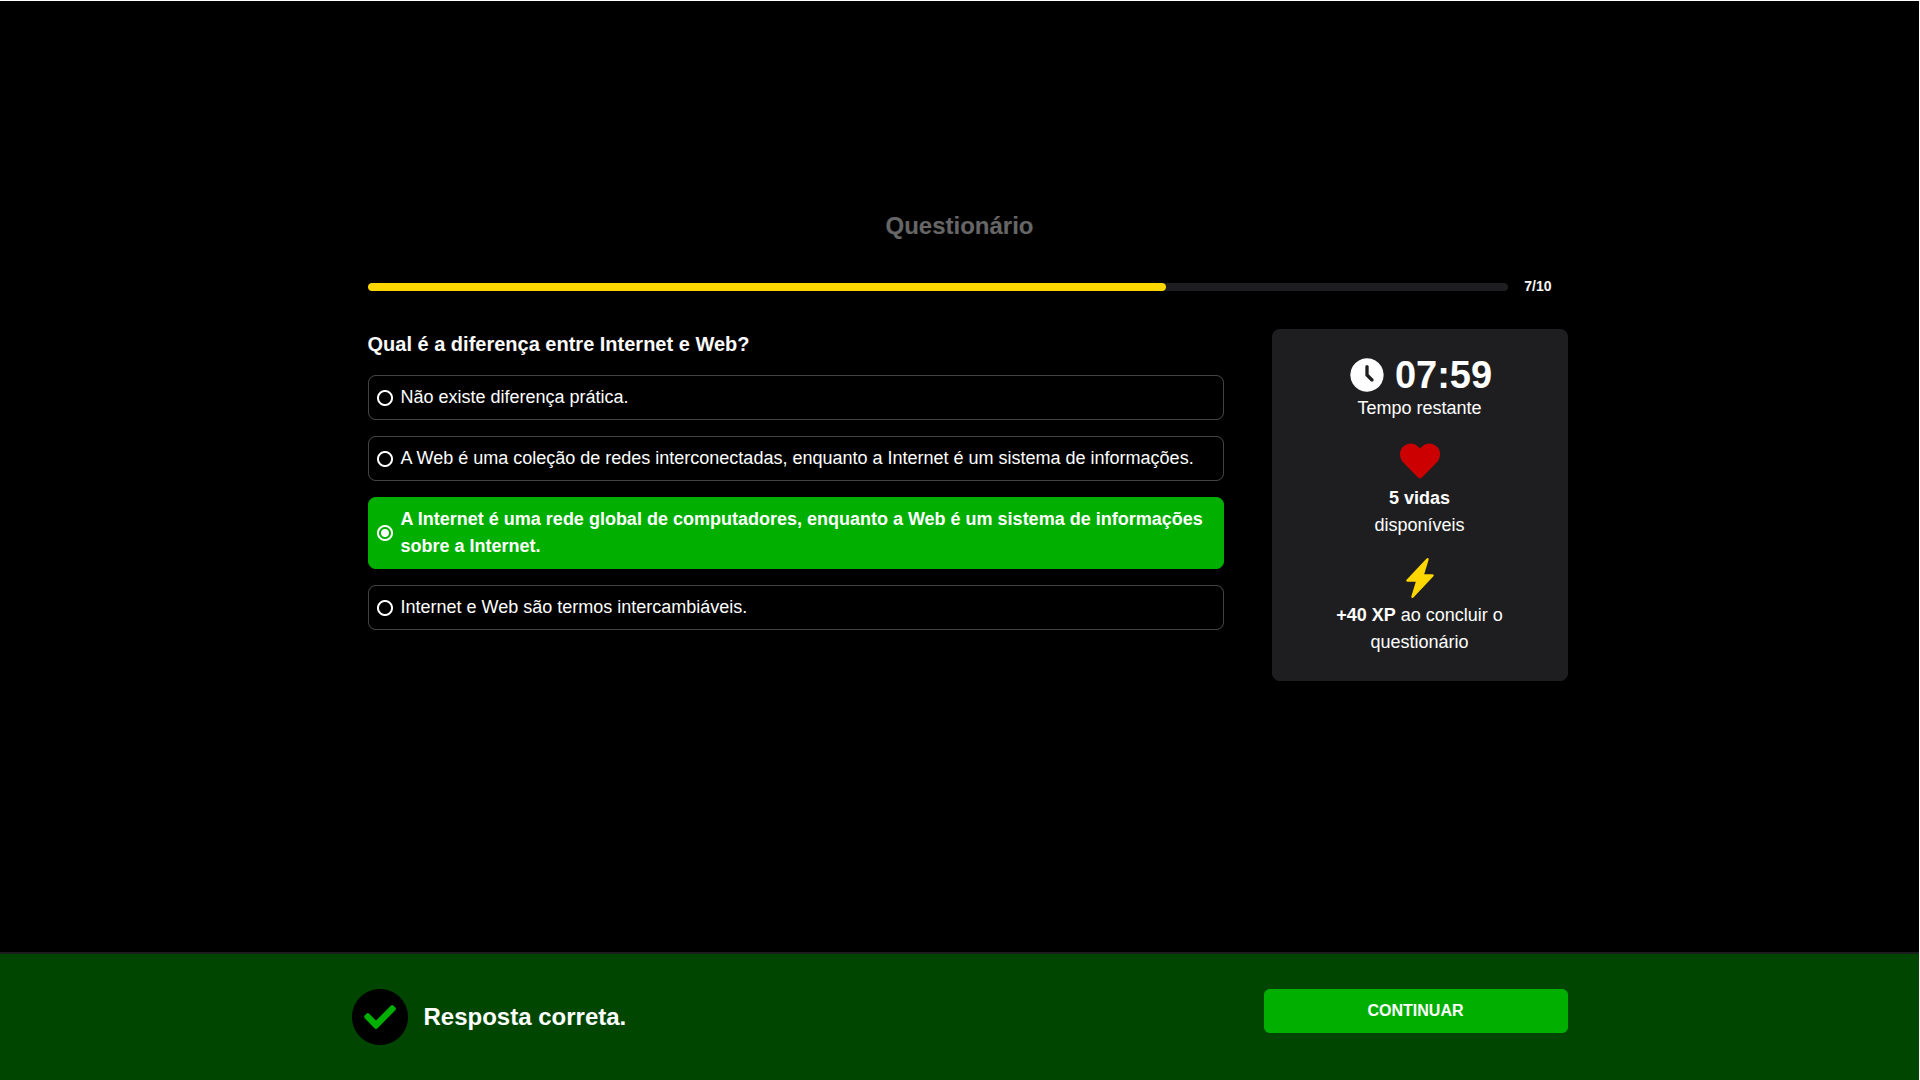 Questionário
7/10
Qual é a diferença entre Internet e Web?
Não existe diferença prática.
A Web é uma coleção de redes interconectadas, enquanto a Internet é um sistema de informações.
A Internet é uma rede global de computadores, enquanto a Web é um sistema de informações
sobre a Internet.
Internet e Web são termos intercambiáveis.
07:59
Tempo restante
5 vidas
disponíveis
+40 XP ao concluir o
questionário
Resposta correta.
CONTINUAR